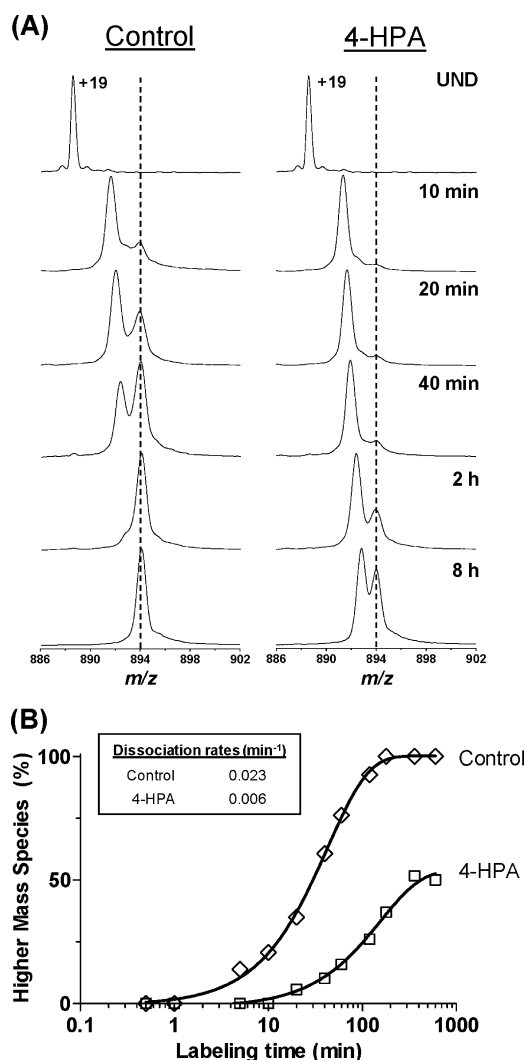 (A)
Control 4-HPA
+19 +19 UND
10 min
20 min
40 min
2 h
8 h
886 890 894 898 902 886 890 894 898 902
m/z m/z
(B)
Dissociation rates (min⁻¹)
Control 0.023
4-HPA 0.006
100
50
0
Control
4-HPA
Higher Mass Species (%)
0.1 1 10 100 1000
Labeling time (min)